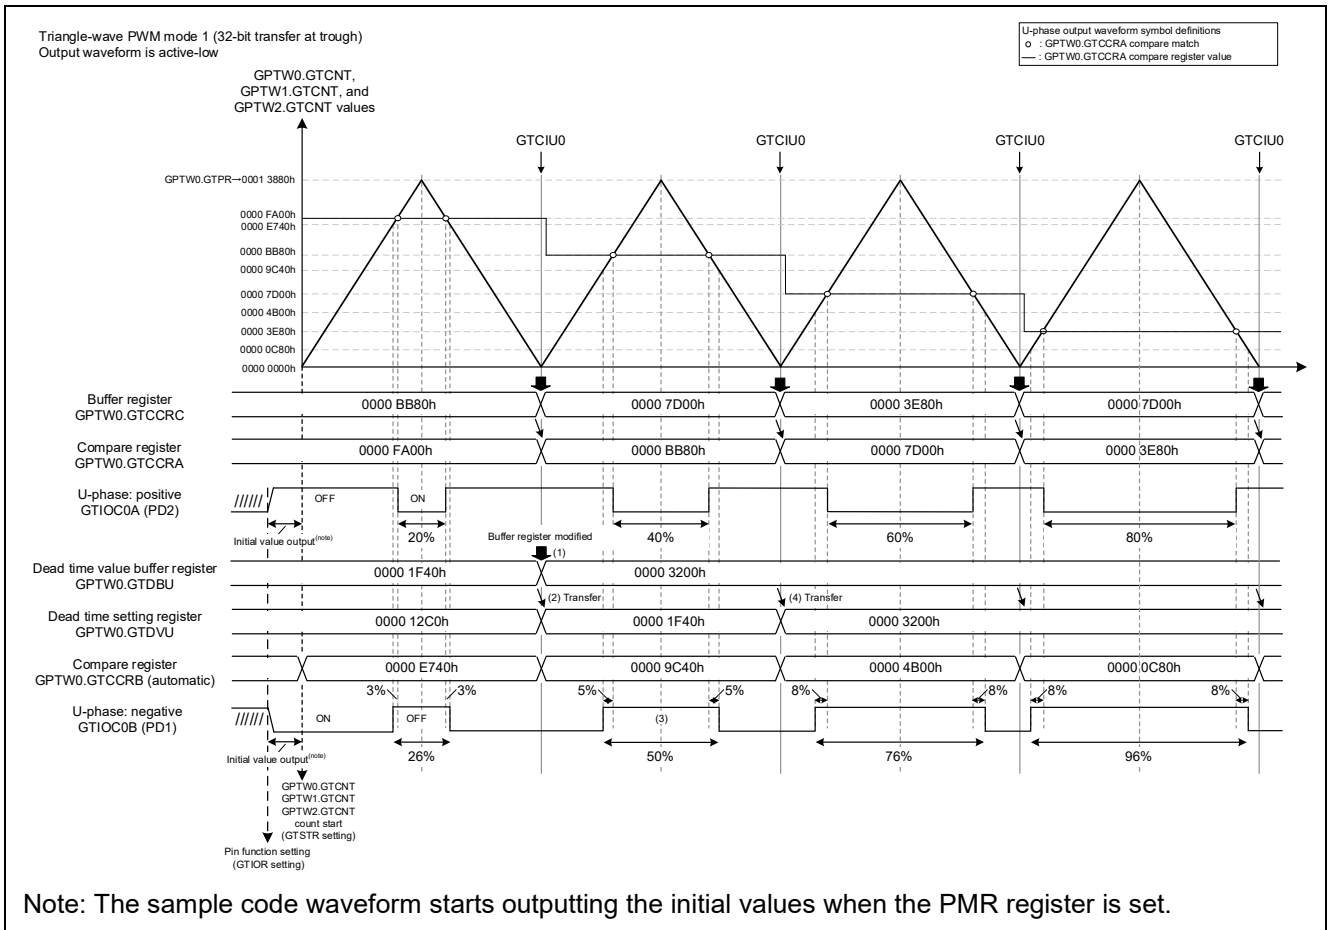 Triangle-wave PWM mode 1 (32-bit transfer at trough)
Output waveform is active-low
U-phase output waveform symbol definitions
: GPTW0.GTCCRA compare match
: GPTW0.GTCCRA compare register value
GPTW0.GTCNT,
GPTW1.GTCNT, and
GPTW2.GTCNT values
GTCIU0 GTCIU0 GTCIU0 GTCIU0
GPTW0.GTPR→0001 3880h
0000 FA00h
0000 E740h
0000 BB80h
0000 9C40h
0000 7D00h
0000 4B00h
0000 3E80h
0000 0C80h
0000 0000h
Buffer register
GPTW0.GTCCRC
0000 BB80h 0000 7D00h 0000 3E80h 0000 7D00h
Compare register
GPTW0.GTCCRA
0000 FA00h 0000 BB80h 0000 7D00h 0000 3E80h
U-phase: positive
GTIOC0A (PD2)
OFF ON
Initial value output(note)
20% 40% 60% 80%
Buffer register modified
(1)
Dead time value buffer register
GPTW0.GTDBU
0000 1F40h 0000 3200h
(2) Transfer (4) Transfer
Dead time setting register
GPTW0.GTDVU
0000 12C0h 0000 1F40h 0000 3200h
Compare register
GPTW0.GTCCRB (automatic)
0000 E740h 0000 9C40h 0000 4B00h 0000 0C80h
3% 3% 5% 5% 8% 8% 8% 8%
U-phase: negative
GTIOC0B (PD1)
ON OFF (3)
Initial value output(note)
26% 50% 76% 96%
GPTW0.GTCNT
GPTW1.GTCNT
GPTW2.GTCNT
count start
(GTSTR setting)
Pin function setting
(GTIOR setting)
Note: The sample code waveform starts outputting the initial values when the PMR register is set.